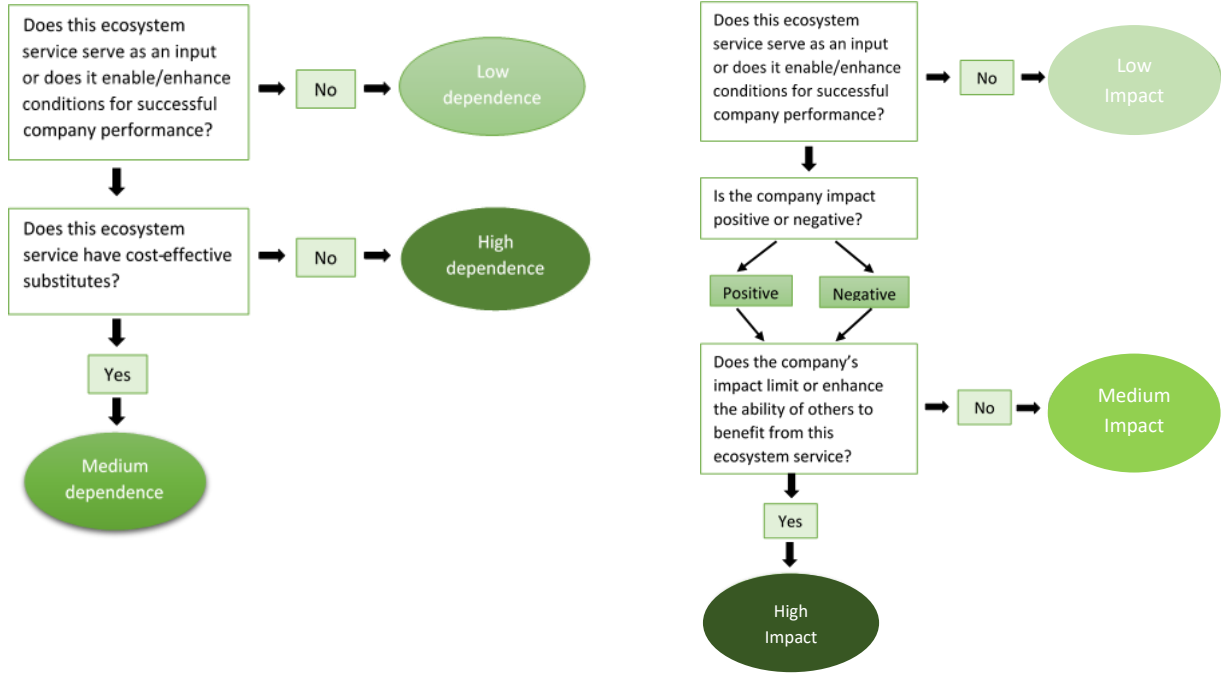 Does this ecosystem
service serve as an input
or does it enable/enhance
conditions for successful
company performance?
No
Low
dependence
Does this ecosystem
service have cost-effective
substitutes?
No
High
dependence
Yes
Medium
dependence
Does this ecosystem
service serve as an input
or does it enable/enhance
conditions for successful
company performance?
No
Low
Impact
Is the company impact
positive or negative?
Positive
Negative
Does the company's
impact limit or enhance
the ability of others to
benefit from this
ecosystem service?
No
Medium
Impact
Yes
High
Impact